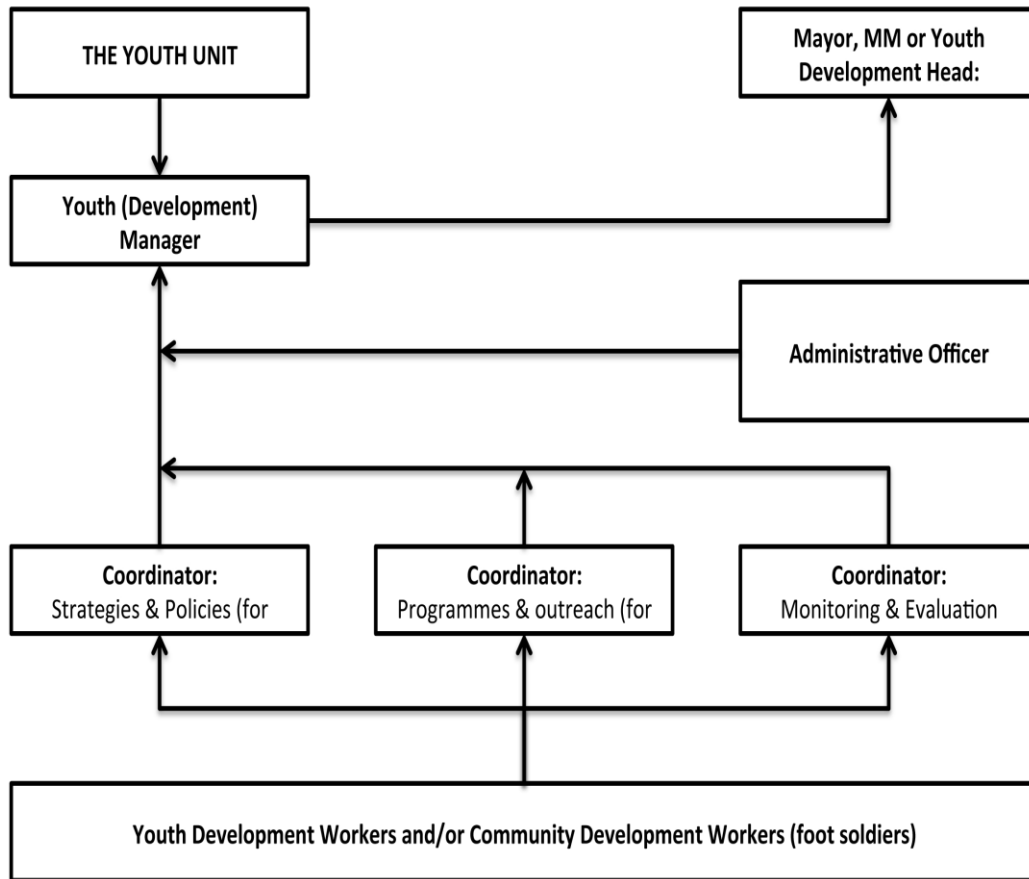 THE YOUTH UNIT
Mayor, MM or Youth
Development Head:
Youth (Development)
Manager
Administrative Officer
Coordinator:
Strategies & Policies (for
Coordinator:
Programmes & outreach (for
Coordinator:
Monitoring & Evaluation
Youth Development Workers and/or Community Development Workers (foot soldiers)